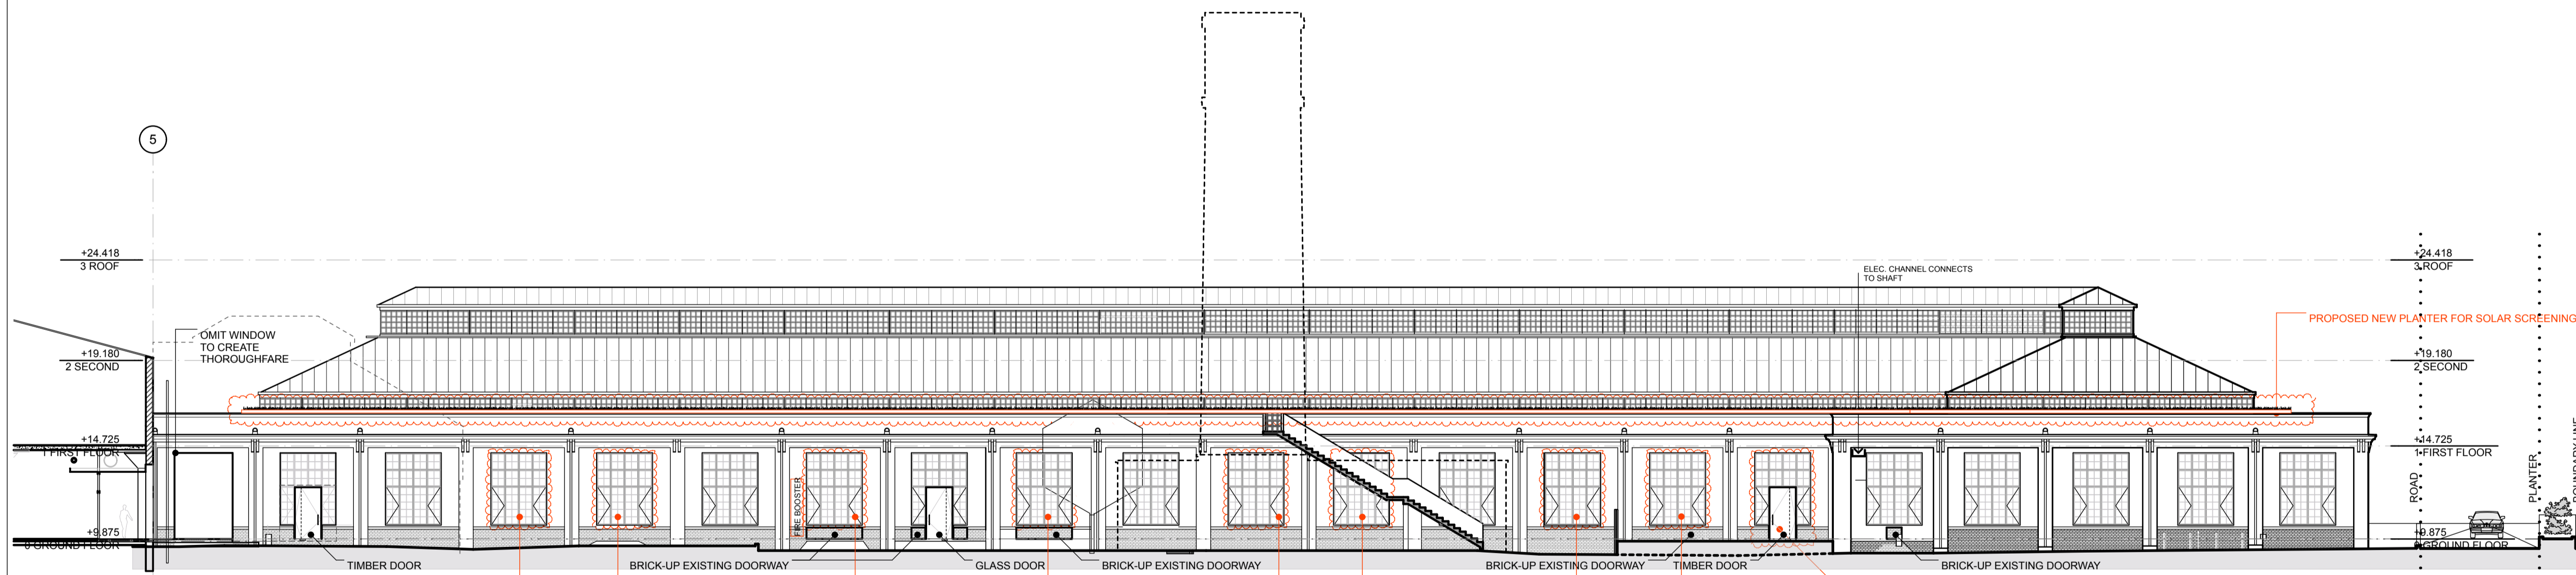 5
+24.418
3 ROOF
+24.418
3 ROOF
ELEC. CHANNEL CONNECTS
TO SHAFT
PROPOSED NEW PLANTER FOR SOLAR SCREENING
OMIT WINDOW
TO CREATE
THOROUGHFARE
+19.180
2 SECOND
+19.180
2 SECOND
+14.725
1 FIRST FLOOR
+14.725
1 FIRST FLOOR
FIRE BOOSTER
ROAD
PLANTER
BOUNDARY LINE
+9.875
0 GROUND FLOOR
+9.875
0 GROUND FLOOR
TIMBER DOOR
BRICK-UP EXISTING DOORWAY
GLASS DOOR
BRICK-UP EXISTING DOORWAY
BRICK-UP EXISTING DOORWAY
TIMBER DOOR
BRICK-UP EXISTING DOORWAY